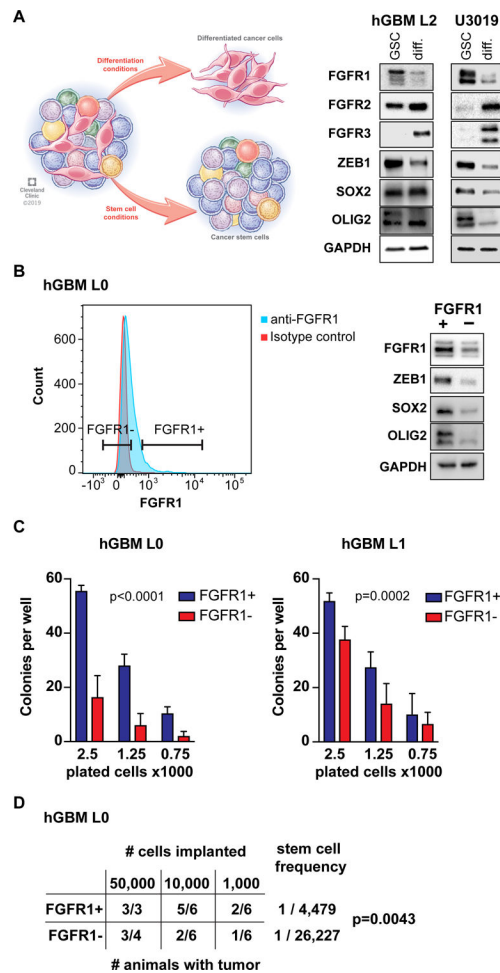 A
Differentiation conditions
Differentiated cancer cells
Cleveland
Clinic
©2019
Stem cell conditions
Cancer stem cells
hGBM L2 U3019
GSC diff. GSC diff.
FGFR1
FGFR2
FGFR3
ZEB1
SOX2
OLIG2
GAPDH
B
hGBM L0
anti-FGFR1
Isotype control
600
400
200
0
Count
FGFR1- FGFR1+
-10³ 0 10³ 10⁴ 10⁵
FGFR1
FGFR1
+ −
FGFR1
ZEB1
SOX2
OLIG2
GAPDH
C
hGBM L0
60
40
20
0
Colonies per well
p<0.0001
FGFR1+
FGFR1-
2.5 1.25 0.75
plated cells x1000
hGBM L1
60
40
20
0
Colonies per well
p=0.0002
FGFR1+
FGFR1-
2.5 1.25 0.75
plated cells x1000
D
hGBM L0
# cells implanted stem cell
frequency
50,000 10,000 1,000
FGFR1+ 3/3 5/6 2/6 1 / 4,479
p=0.0043
FGFR1- 3/4 2/6 1/6 1 / 26,227
# animals with tumor